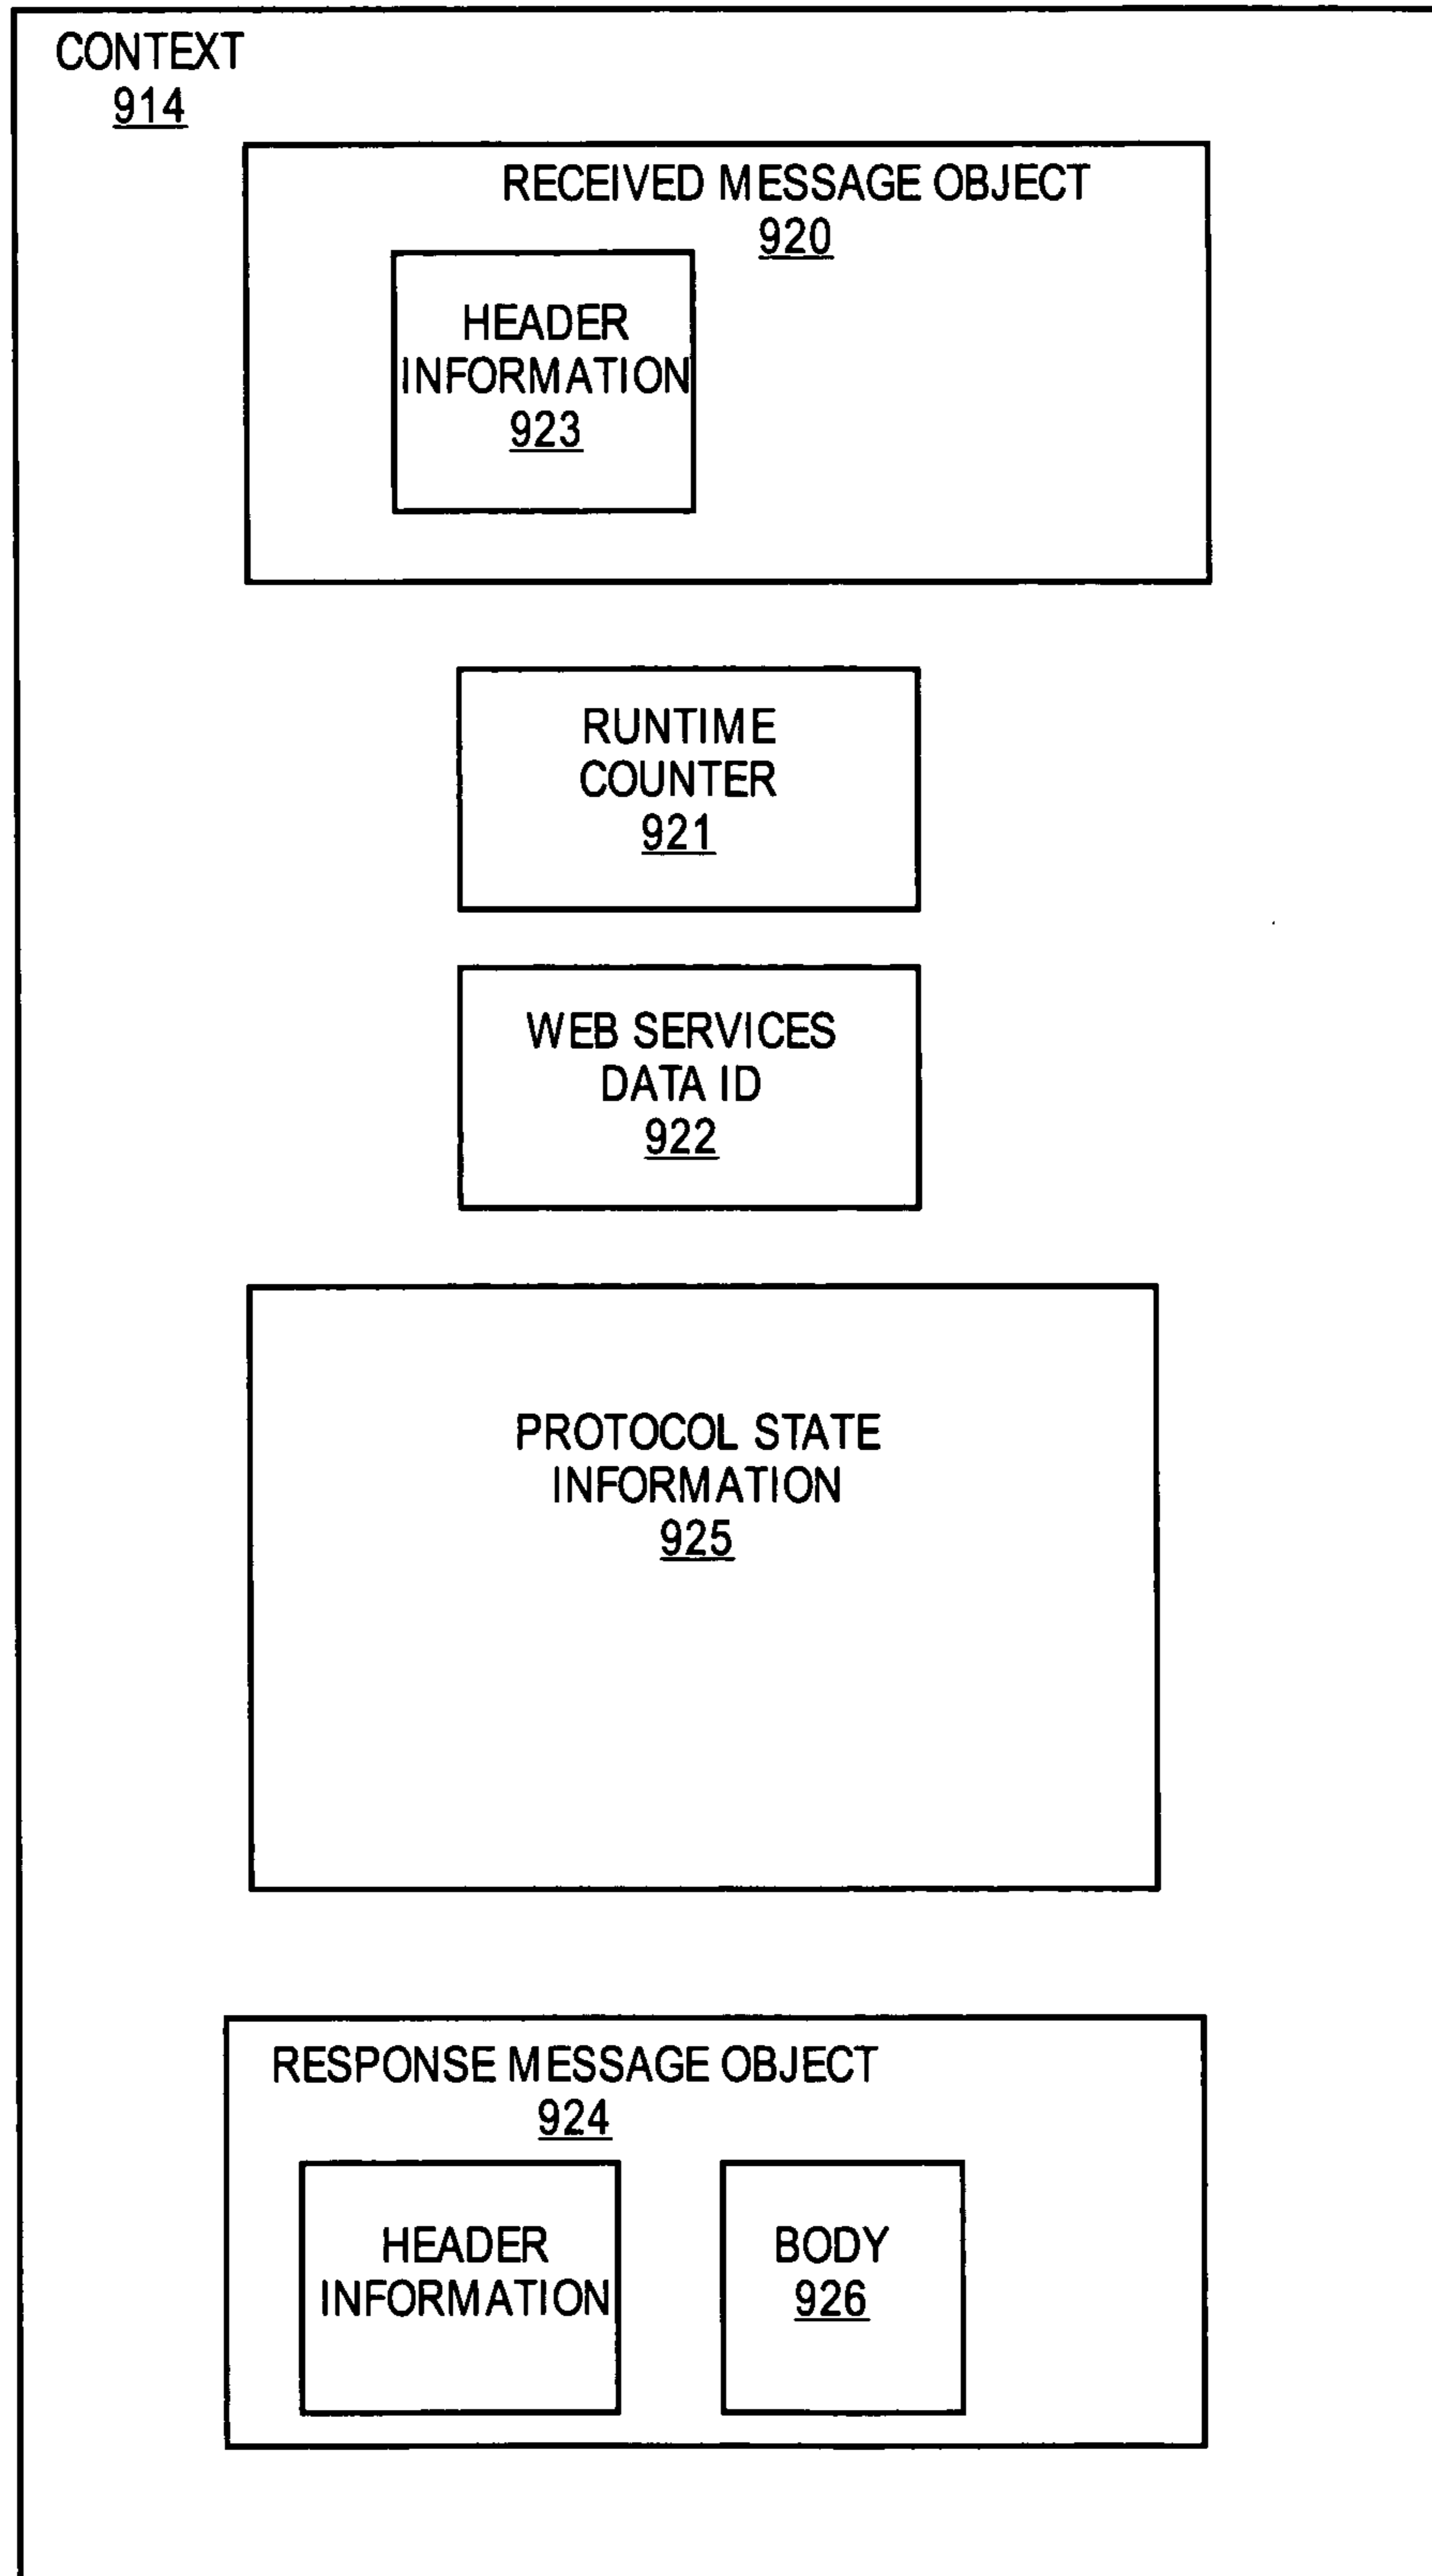 CONTEXT
914
RECEIVED MESSAGE OBJECT
920
HEADER
INFORMATION
923
RUNTIME
COUNTER
921
WEB SERVICES
DATA ID
922
PROTOCOL STATE
INFORMATION
925
RESPONSE MESSAGE OBJECT
924
HEADER
INFORMATION
BODY
926